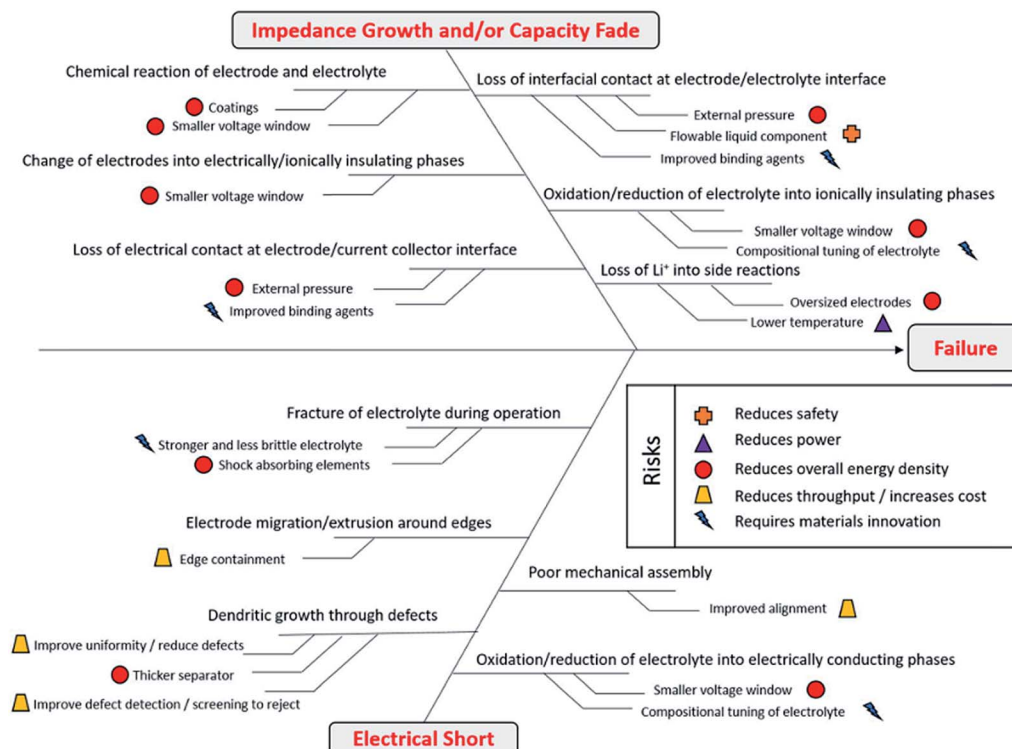 Impedance Growth and/or Capacity Fade
Chemical reaction of electrode and electrolyte
Coatings
Smaller voltage window
Change of electrodes into electrically/ionically insulating phases
Smaller voltage window
Loss of electrical contact at electrode/current collector interface
External pressure
Improved binding agents
Loss of interfacial contact at electrode/electrolyte interface
External pressure
Flowable liquid component
Improved binding agents
Oxidation/reduction of electrolyte into ionically insulating phases
Smaller voltage window
Compositional tuning of electrolyte
Loss of Li⁺ into side reactions
Oversized electrodes
Lower temperature
Failure
Fracture of electrolyte during operation
Stronger and less brittle electrolyte
Shock absorbing elements
Electrode migration/extrusion around edges
Edge containment
Dendritic growth through defects
Improve uniformity / reduce defects
Thicker separator
Improve defect detection / screening to reject
Risks
Reduces safety
Reduces power
Reduces overall energy density
Reduces throughput / increases cost
Requires materials innovation
Poor mechanical assembly
Improved alignment
Oxidation/reduction of electrolyte into electrically conducting phases
Smaller voltage window
Compositional tuning of electrolyte
Electrical Short